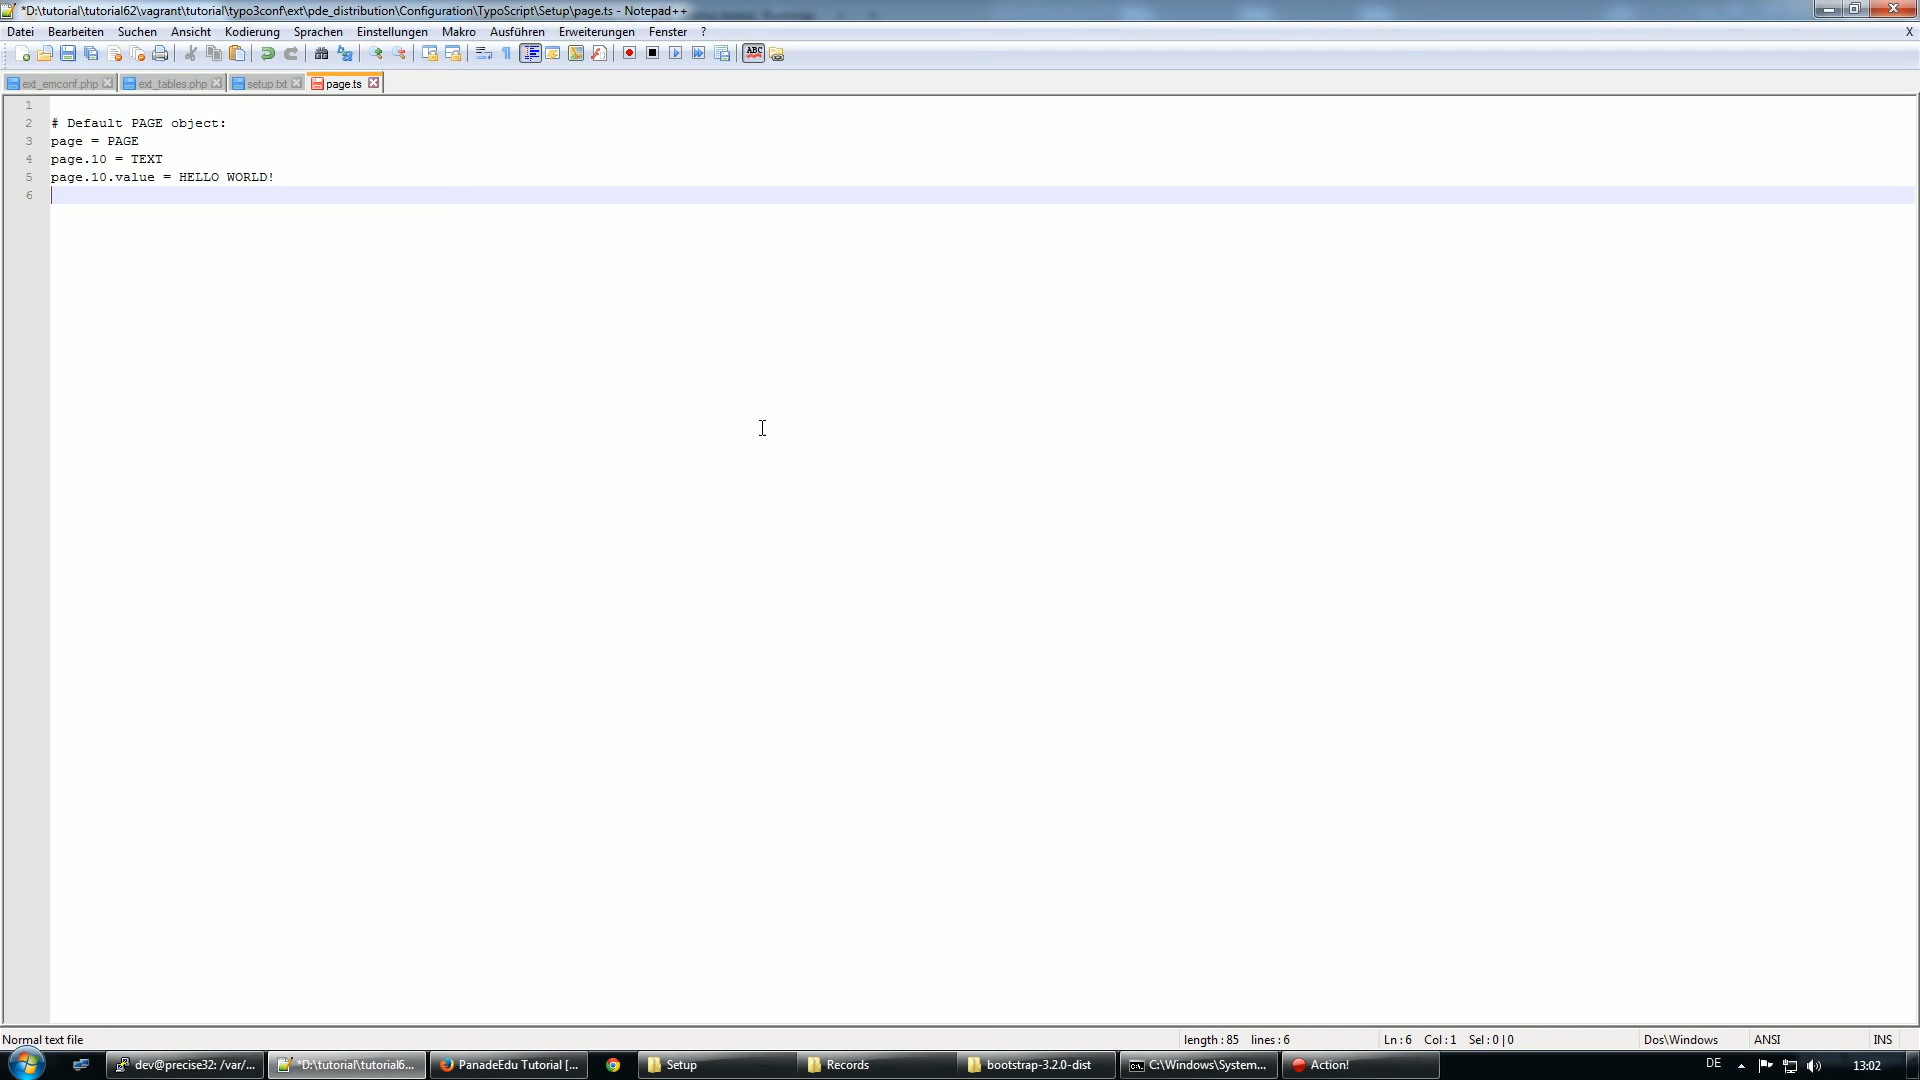 *D:\tutorial\tutorial62\vagrant\tutorial\typo3conf\ext\pde_distribution\Configuration\TypoScript\Setup\page.ts - Notepad++
Datei Bearbeiten Suchen Ansicht Kodierung Sprachen Einstellungen Makro Ausführen Erweiterungen Fenster ? X
ABC
ext_emconf.php ext_tables.php setup.txt page.ts
1
2 # Default PAGE object:
3 page = PAGE
4 page.10 = TEXT
5 page.10.value = HELLO WORLD!
6
Normal text file length : 85 lines : 6 Ln : 6 Col : 1 Sel : 0 | 0 Dos\Windows ANSI INS
dev@precise32: /var/... *D:\tutorial\tutorial6... PanadeEdu Tutorial [... Setup Records bootstrap-3.2.0-dist C:\Windows\System... Action! DE 13:02